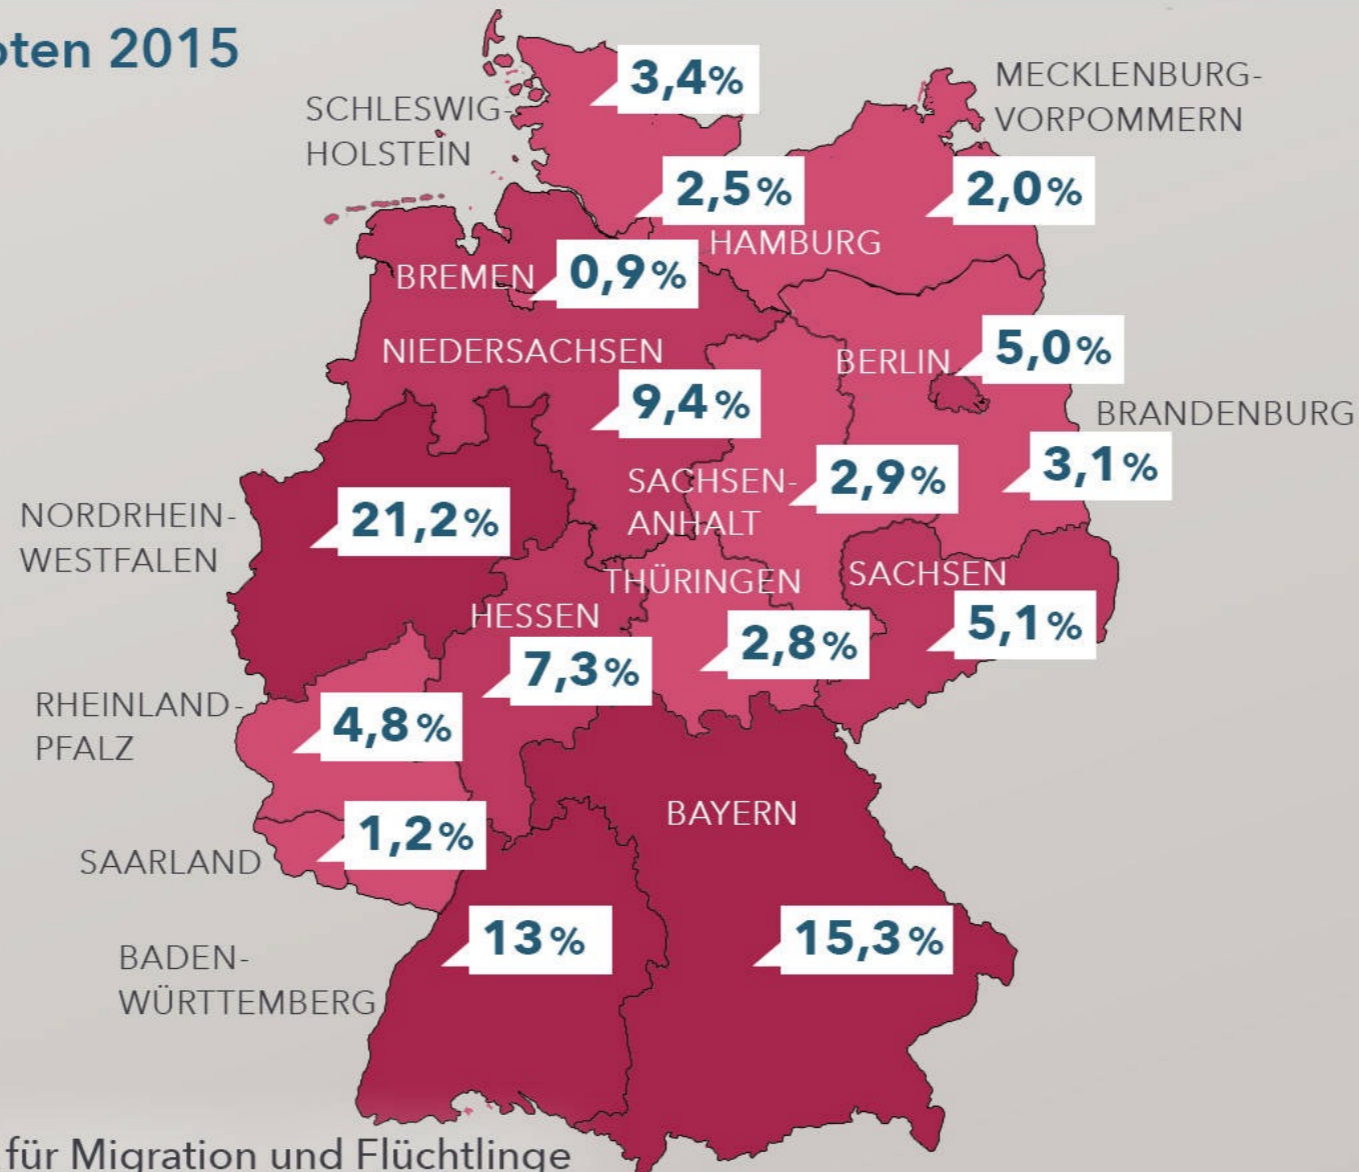 2015
3,4%
MECKLENBURG-
VORPOMMERN
SCHLESWIG-
HOLSTEIN
2,5%
2,0%
HAMBURG
BREMEN
0,9%
NIEDERSACHSEN
BERLIN
5,0%
9,4%
BRANDENBURG
SACHSEN-
ANHALT
2,9%
3,1%
NORDRHEIN-
WESTFALEN
21,2%
THÜRINGEN
SACHSEN
HESSEN
2,8%
5,1%
7,3%
RHEINLAND-
PFALZ
4,8%
BAYERN
SAARLAND
1,2%
BADEN-
WÜRTTEMBERG
13%
15,3%
für Migration und Flüchtlinge